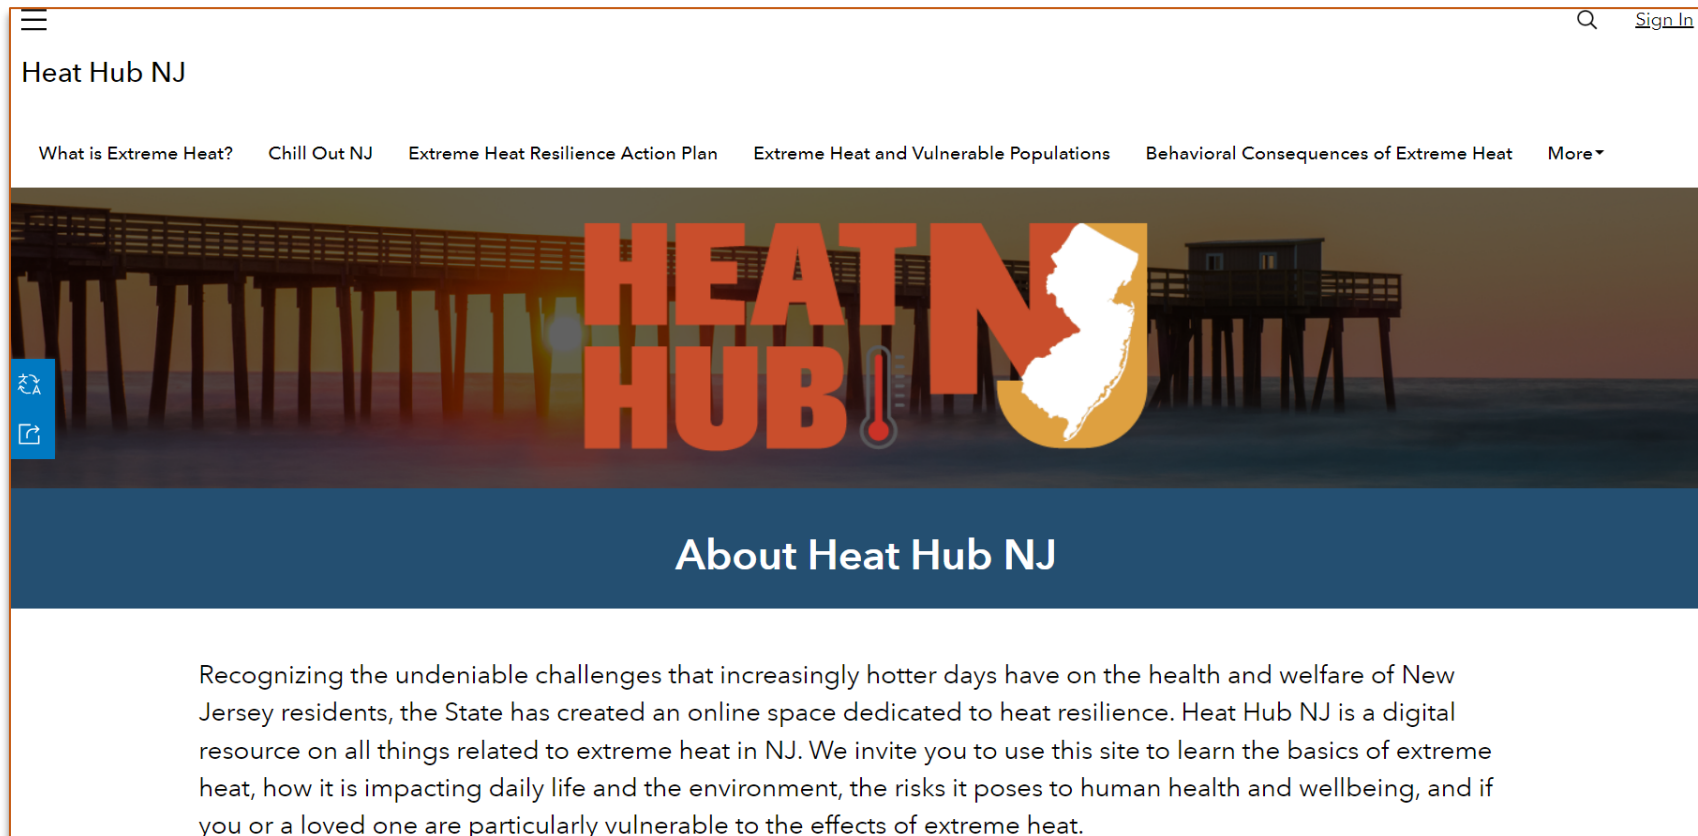 Sign In
Heat Hub NJ
What is Extreme Heat? Chill Out NJ Extreme Heat Resilience Action Plan Extreme Heat and Vulnerable Populations Behavioral Consequences of Extreme Heat More
HEAT NJ
HUB
About Heat Hub NJ
Recognizing the undeniable challenges that increasingly hotter days have on the health and welfare of New
Jersey residents, the State has created an online space dedicated to heat resilience. Heat Hub NJ is a digital
resource on all things related to extreme heat in NJ. We invite you to use this site to learn the basics of extreme
heat, how it is impacting daily life and the environment, the risks it poses to human health and wellbeing, and if
you or a loved one are particularly vulnerable to the effects of extreme heat.